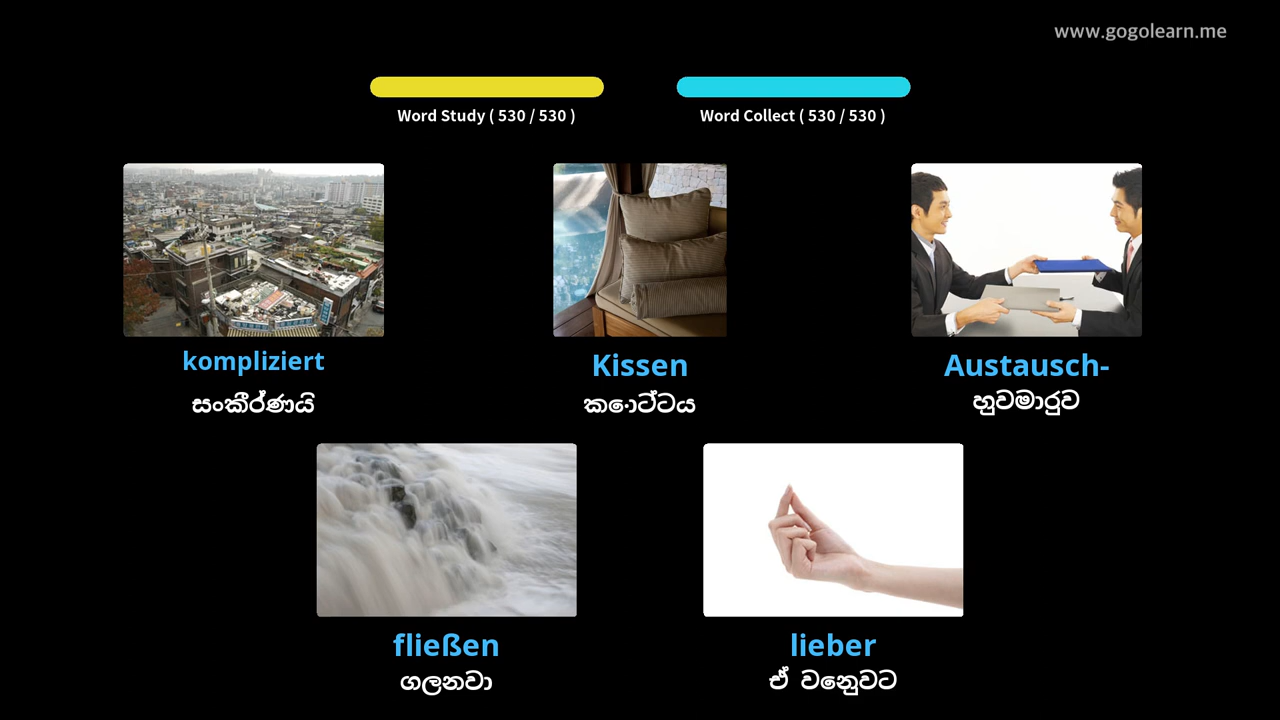 www.gogolearn.me
Word Study ( 530 / 530 )
Word Collect ( 530 / 530 )
kompliziert
සංකීර්ණයි
Kissen
කොට්ටය
Austausch-
හුවමාරුව
fließen
ගලනවා
lieber
ඒ වෙනුවට